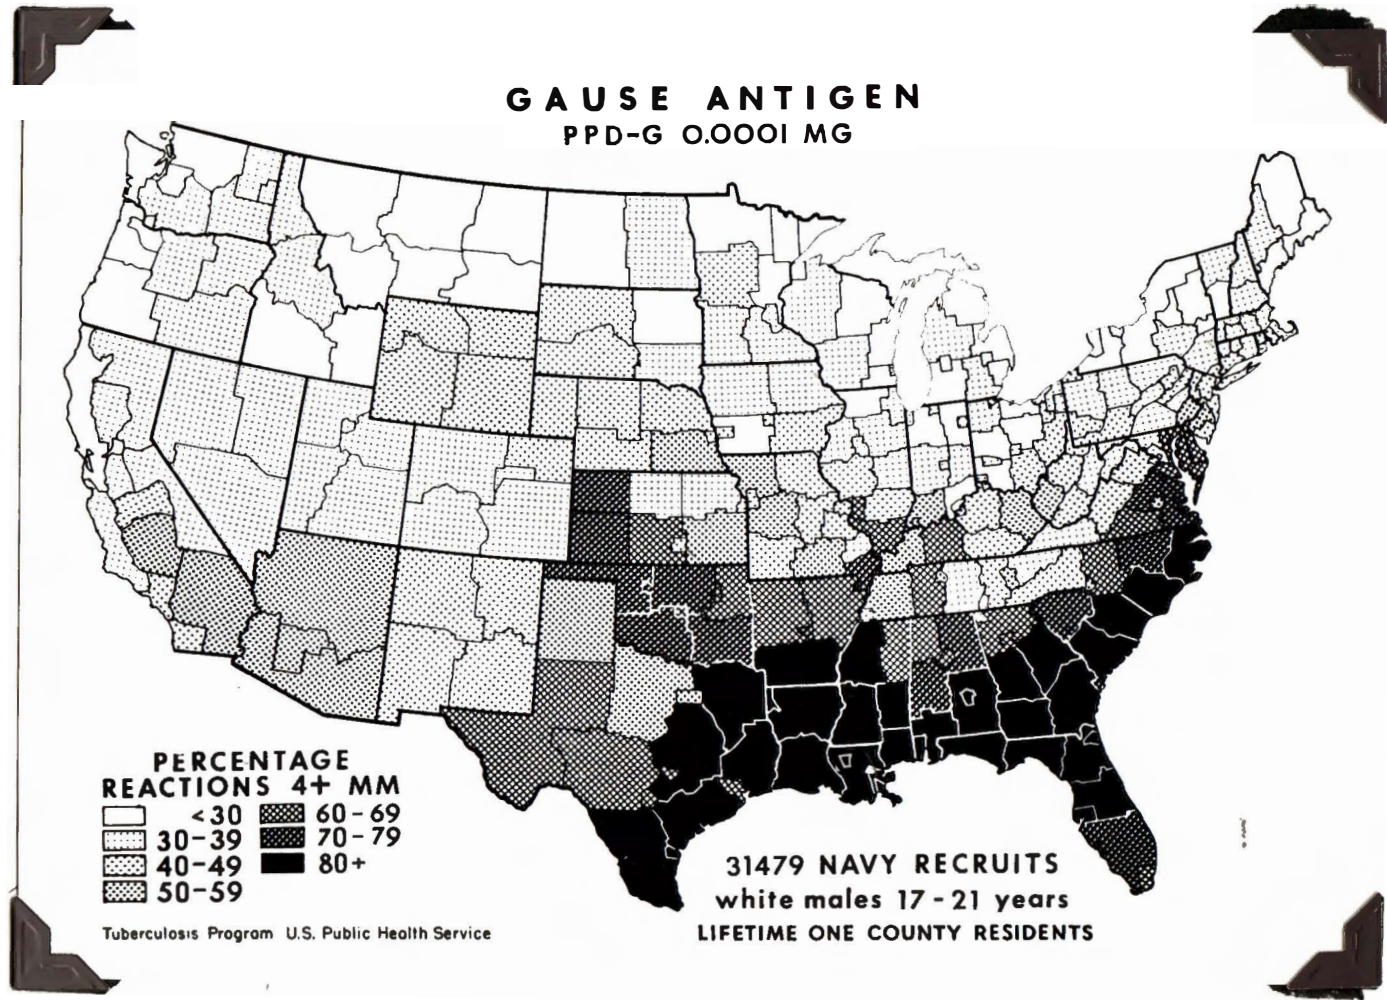 GAUSE ANTIGEN
PPD-G 0.0001 MG
PERCENTAGE
REACTIONS 4+ MM
<30
30-39
40-49
50-59
60-69
70-79
80+
31479 NAVY RECRUITS
white males 17-21 years
LIFETIME ONE COUNTY RESIDENTS
Tuberculosis Program U.S. Public Health Service